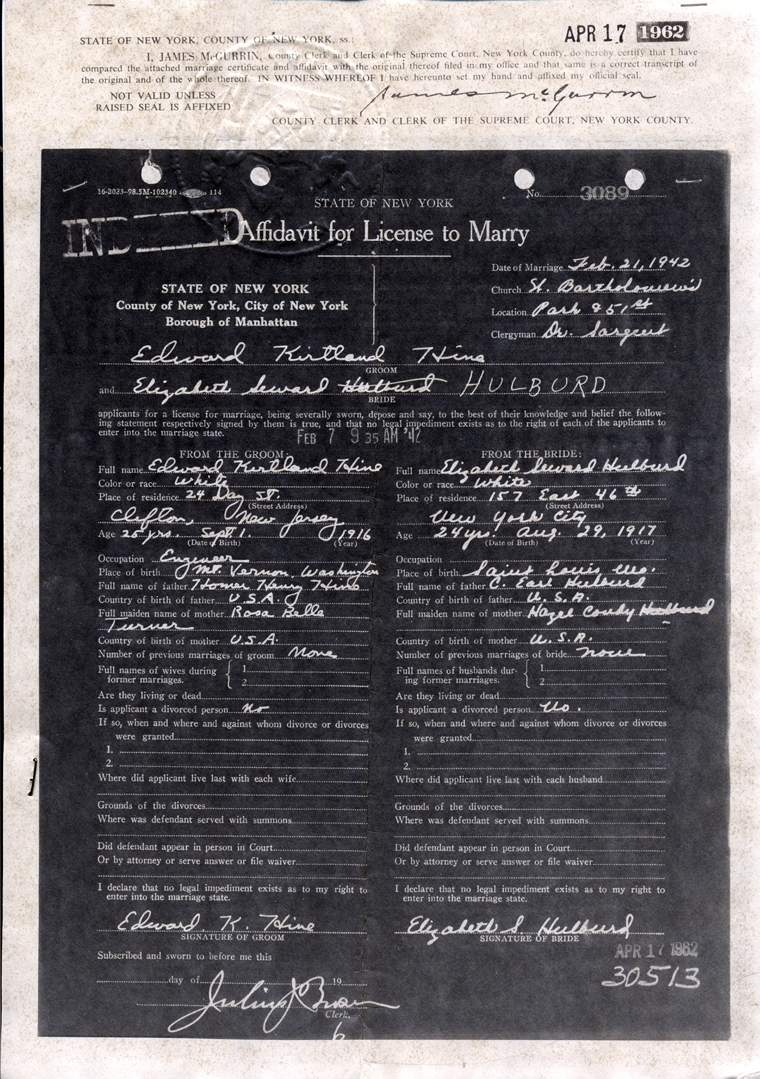 APR 17 1962
STATE OF NEW YORK, COUNTY OF NEW YORK, ss.:
I, JAMES McGURRIN, County Clerk and Clerk of the Supreme Court, New York County, do hereby certify that I have
compared the attached marriage certificate and affidavit with the original thereof filed in my office and that same is a correct transcript of
the original and of the whole thereof. IN WITNESS WHEREOF I have hereunto set my hand and affixed my official seal.
NOT VALID UNLESS
RAISED SEAL IS AFFIXED
James McGurrin
COUNTY CLERK AND CLERK OF THE SUPREME COURT, NEW YORK COUNTY.
16-2023-98.5M-102340 114
No. 3089
STATE OF NEW YORK
INDEXED
Affidavit for License to Marry
Date of Marriage Feb. 21, 1942
Church St. Bartholomew's
Location Park & 51st
Clergyman Dr. Sargent
STATE OF NEW YORK
County of New York, City of New York
Borough of Manhattan
Edward Kirtland Hine
GROOM
and Elizabeth Seward Hulburd HULBURD
BRIDE
applicants for a license for marriage, being severally sworn, depose and say, to the best of their knowledge and belief the follow-
ing statement respectively signed by them is true, and that no legal impediment exists as to the right of each of the applicants to
enter into the marriage state.
FEB 7 9 35 AM '42
FROM THE GROOM:
Full name Edward Kirtland Hine
Color or race White
Place of residence 24 Day St.
(Street Address)
Clifton, New Jersey
Age 25 yrs. Sept. 1. 1916
(Date of Birth) (Year)
Occupation Engineer
Place of birth Mt. Vernon, Washington
Full name of father Homer Henry Hine
Country of birth of father U.S.A.
Full maiden name of mother Rosa Belle
Turner
Country of birth of mother U.S.A.
Number of previous marriages of groom None
Full names of wives during
former marriages.
1
2
Are they living or dead
Is applicant a divorced person No
If so, when and where and against whom divorce or divorces
were granted
1.
2.
Where did applicant live last with each wife
Grounds of the divorces
Where was defendant served with summons
Did defendant appear in person in Court
Or by attorney or serve answer or file waiver
I declare that no legal impediment exists as to my right to
enter into the marriage state.
Edward K. Hine
SIGNATURE OF GROOM
Subscribed and sworn to before me this
day of 19
Clerk.
6
FROM THE BRIDE:
Full name Elizabeth Seward Hulburd
Color or race White
Place of residence 157 East 46th
(Street Address)
New York City
Age 24 yrs. Aug. 29, 1917
(Date of Birth) (Year)
Occupation
Place of birth Saint Louis, Mo.
Full name of father C. Earl Hulburd
Country of birth of father U.S.A.
Full maiden name of mother Hazel Hulburd
Country of birth of mother U.S.A.
Number of previous marriages of bride none
Full names of husbands dur-
ing former marriages.
1
2
Are they living or dead
Is applicant a divorced person No.
If so, when and where and against whom divorce or divorces
were granted
1.
2.
Where did applicant live last with each husband
Grounds of the divorces
Where was defendant served with summons
Did defendant appear in person in Court
Or by attorney or serve answer or file waiver
I declare that no legal impediment exists as to my right to
enter into the marriage state.
Elizabeth S. Hulburd
SIGNATURE OF BRIDE
APR 17 1962
30513